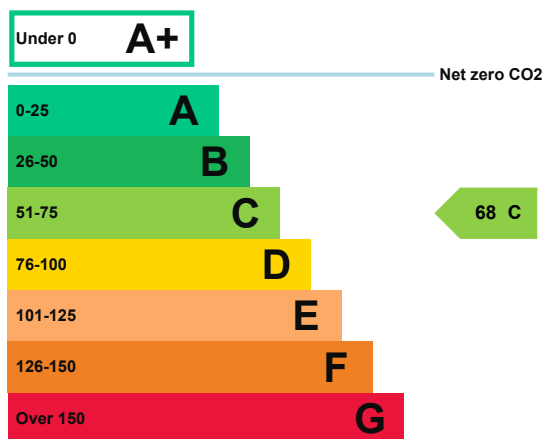 Under 0 A+
Net zero CO2
0-25 A
26-50 B
51-75 C
68 C
76-100 D
101-125 E
126-150 F
Over 150 G